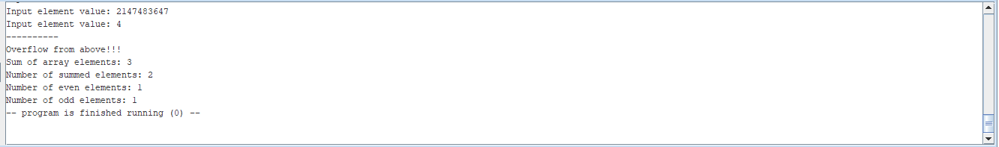 Input element value: 2147483647
Input element value: 4
----------
Overflow from above!!!
Sum of array elements: 3
Number of summed elements: 2
Number of even elements: 1
Number of odd elements: 1
-- program is finished running (0) --